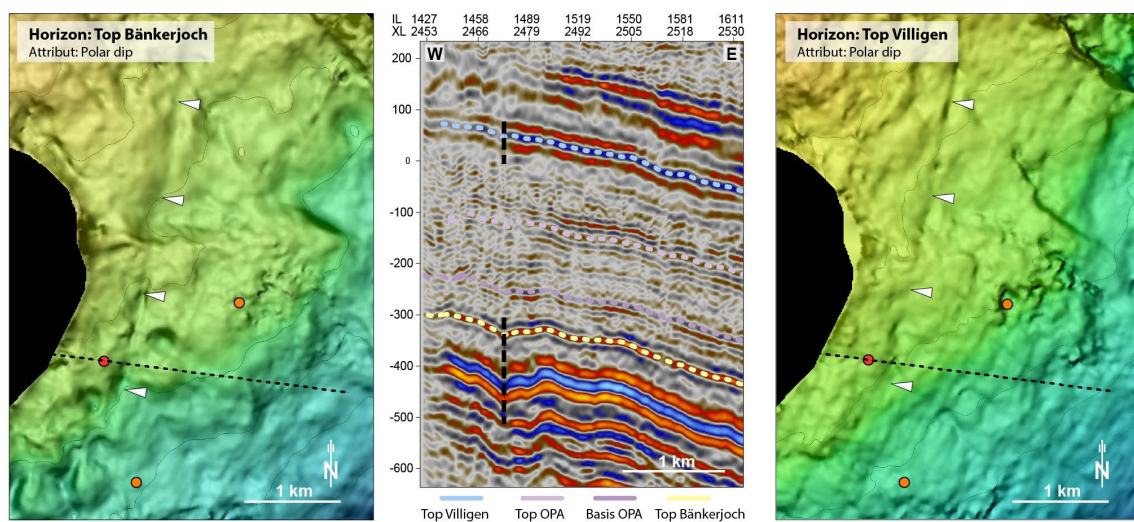 Horizon: Top Bänkerjoch
Attribut: Polar dip
N
1 km
IL 1427 1458 1489 1519 1550 1581 1611
XL 2453 2466 2479 2492 2505 2518 2530
W
E
200
100
0
-100
-200
-300
-400
-500
-600
1 km
Top Villigen
Top OPA
Basis OPA
Top Bänkerjoch
Horizon: Top Villigen
Attribut: Polar dip
N
1 km